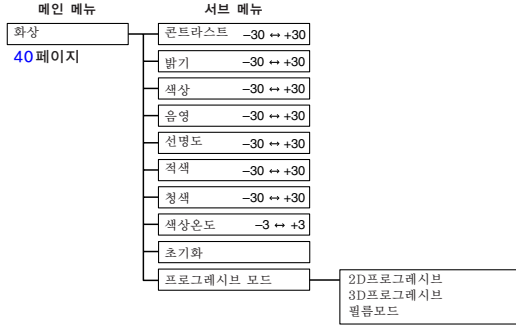 메인 메뉴 서브 메뉴
화상
40페이지
콘트라스트 –30 ↔ +30
밝기 –30 ↔ +30
색상 –30 ↔ +30
음영 –30 ↔ +30
선명도 –30 ↔ +30
적색 –30 ↔ +30
청색 –30 ↔ +30
색상온도 –3 ↔ +3
초기화
프로그레시브 모드
2D프로그레시브
3D프로그레시브
필름모드